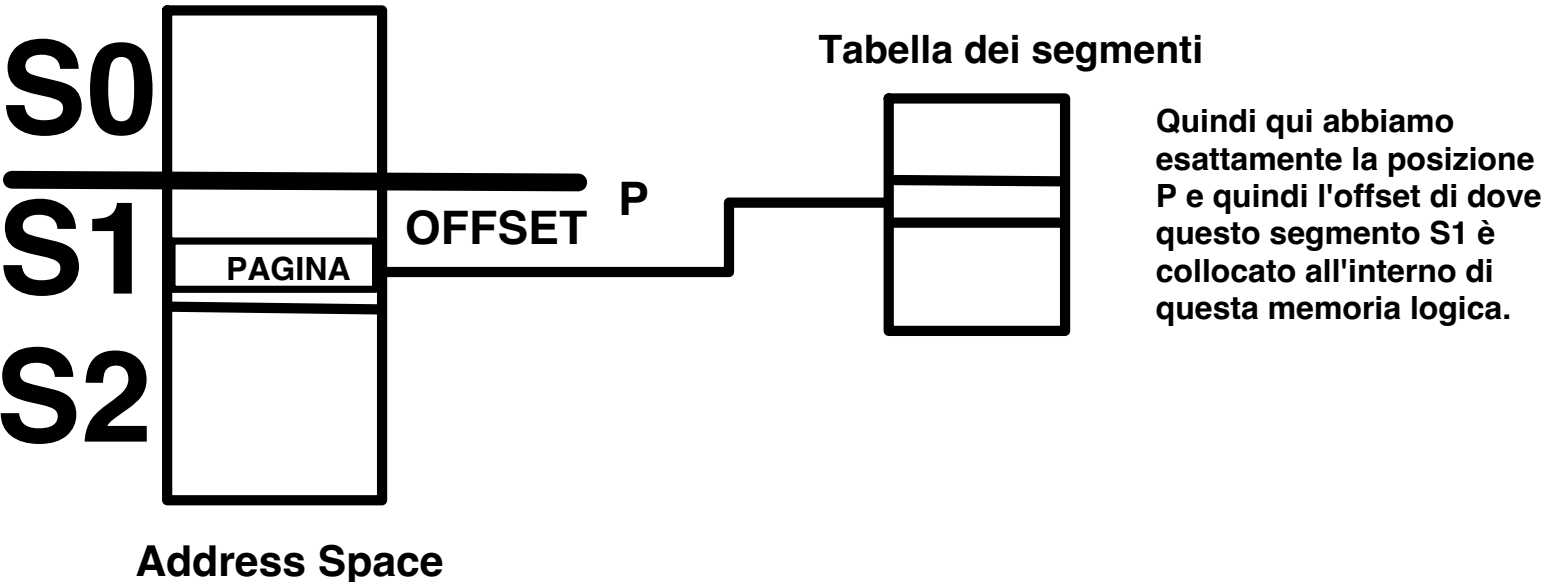 S0
S1
S2
PAGINA
OFFSET
P
Address Space
Tabella dei segmenti
Quindi qui abbiamo
esattamente la posizione
P e quindi l'offset di dove
questo segmento S1 è
collocato all'interno di
questa memoria logica.